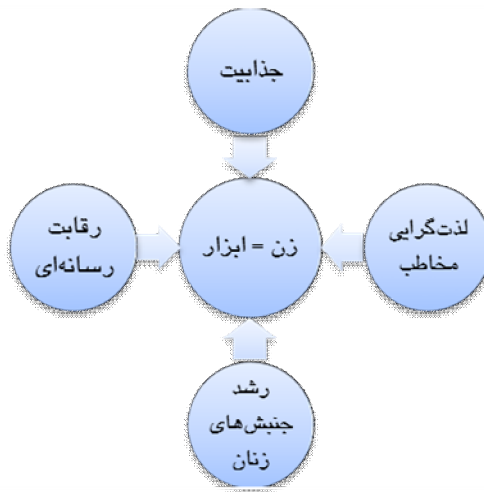 جذابیت
لذت‌گرایی
مخاطب
زن = ابزار
رقابت
رسانه‌ای
رشد
جنبش‌های
زنان